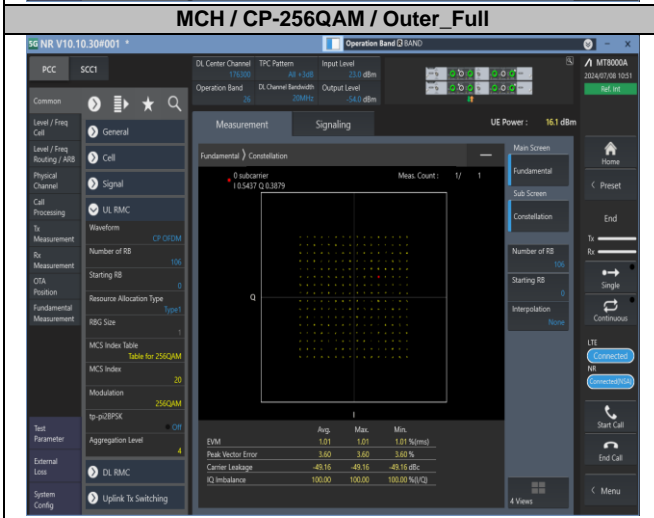 MCH / CP-256QAM / Outer_Full
SG NR V10.10.30#001 *
Operation Band BAND
PCC SCC1
DL Center Channel TPC Pattern Input Level
176300 All +3dB 23.0 dBm
Operation Band DL Channel Bandwidth Output Level
26 20MHz -54.0 dBm
MT8000A
2024/07/06 10:51
Ref. Int
Common
Level / Freq
Cell
Level / Freq
Routing / ARB
Physical
Channel
Call
Processing
Tx
Measurement
Rx
Measurement
OTA
Position
Fundamental
Measurement
Test
Parameter
External
Loss
System
Config
General
Cell
Signal
UL RMC
Waveform
CP OFDM
Number of RB
106
Starting RB
0
Resource Allocation Type
Type1
RBG Size
1
MCS Index Table
Table for 256QAM
MCS Index
20
Modulation
256QAM
tp-pi2BPSK
Off
Aggregation Level
4
DL RMC
Uplink Tx Switching
Measurement Signaling UE Power : 16.1 dBm
Fundamental Constellation
0 subcarrier Meas. Count : 1/ 1
I 0.5437 Q 0.3879
Q
I
Avg. Max. Min.
EVM 1.01 1.01 1.01 %(rms)
Peak Vector Error 3.60 3.60 3.60 %
Carrier Leakage -49.16 -49.16 -49.16 dBc
IQ Imbalance 100.00 100.00 100.00 %(I/Q)
Main Screen
Fundamental
Sub Screen
Constellation
Number of RB
106
Starting RB
0
Interpolation
None
4 Views
Home
Preset
End
Tx
Rx
Single
Continuous
LTE
Connected
NR
Connected(NSA)
Start Call
End Call
Menu